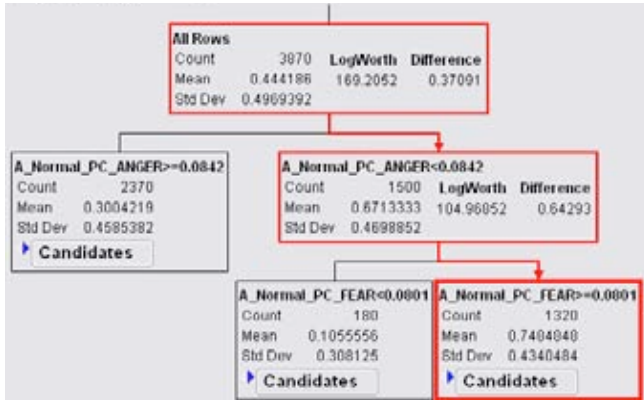 All Rows
Count 3870 LogWorth Difference
Mean 0.444186 169.2052 0.37091
Std Dev 0.4969392
A_Normal_PC_ANGER>=0.0842
Count 2370
Mean 0.3004219
Std Dev 0.4585382
Candidates
A_Normal_PC_ANGER<0.0842
Count 1500 LogWorth Difference
Mean 0.6713333 104.96852 0.64293
Std Dev 0.4698852
A_Normal_PC_FEAR<0.0801
Count 180
Mean 0.1055556
Std Dev 0.308125
Candidates
A_Normal_PC_FEAR>=0.0801
Count 1320
Mean 0.7484848
Std Dev 0.4340484
Candidates